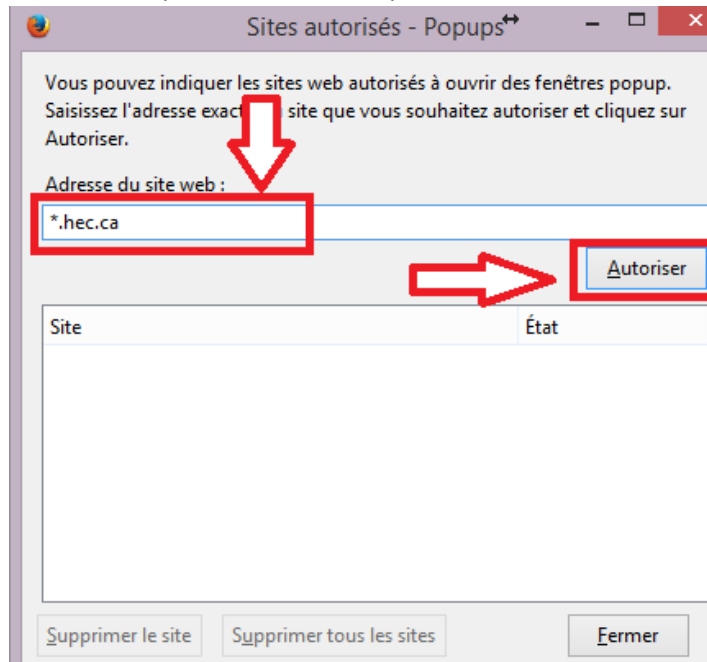 Sites autorisés - Popups
Vous pouvez indiquer les sites web autorisés à ouvrir des fenêtres popup.
Saisissez l'adresse exac site que vous souhaitez autoriser et cliquez sur
Autoriser.
Adresse du site web :
*.hec.ca
Autoriser
Site État
Supprimer le site Supprimer tous les sites Fermer